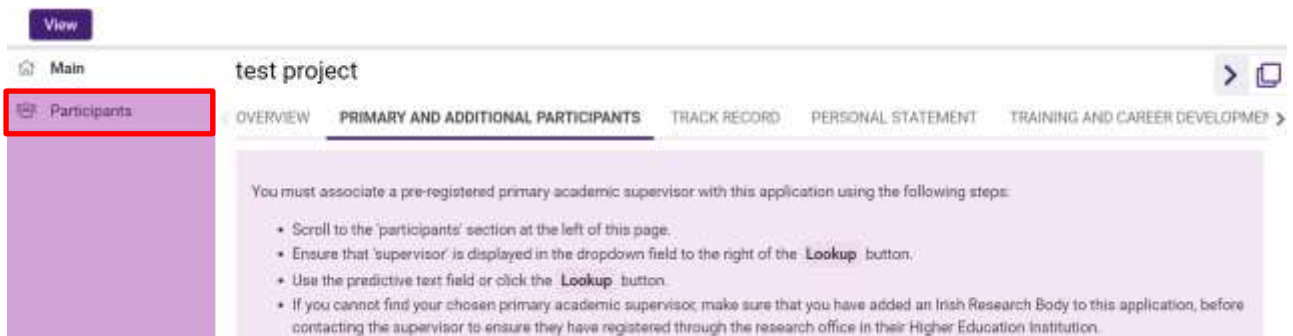 View
Main
test project
Participants
OVERVIEW PRIMARY AND ADDITIONAL PARTICIPANTS TRACK RECORD PERSONAL STATEMENT TRAINING AND CAREER DEVELOPMEN
You must associate a pre-registered primary academic supervisor with this application using the following steps:
• Scroll to the 'participants' section at the left of this page.
• Ensure that 'supervisor' is displayed in the dropdown field to the right of the Lookup button.
• Use the predictive text field or click the Lookup button.
• If you cannot find your chosen primary academic supervisor, make sure that you have added an Irish Research Body to this application, before
contacting the supervisor to ensure they have registered through the research office in their Higher Education Institution.